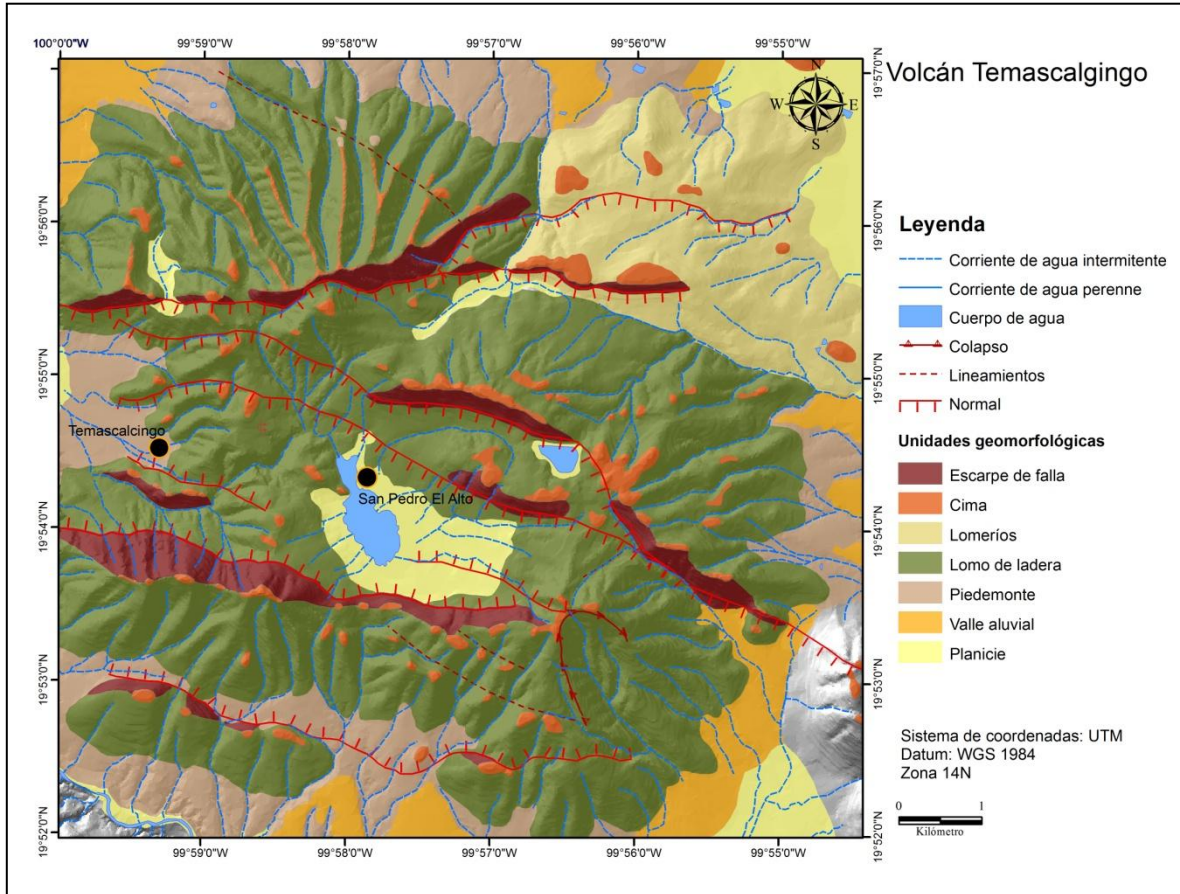 100°0'0"W
99°59'0"W
99°58'0"W
99°57'0"W
99°56'0"W
99°55'0"W
Volcán Temascalgingo
N
W
E
S
19°57'0"N
19°56'0"N
19°56'0"N
19°55'0"N
19°55'0"N
19°54'0"N
19°54'0"N
19°53'0"N
19°53'0"N
19°52'0"N
19°52'0"N
Temascalcingo
San Pedro El Alto
99°59'0"W
99°58'0"W
99°57'0"W
99°56'0"W
99°55'0"W
Leyenda
Corriente de agua intermitente
Corriente de agua perenne
Cuerpo de agua
Colapso
Lineamientos
Normal
Unidades geomorfológicas
Escarpe de falla
Cima
Lomeríos
Lomo de ladera
Piedemonte
Valle aluvial
Planicie
Sistema de coordenadas: UTM
Datum: WGS 1984
Zona 14N
0 1
Kilómetro